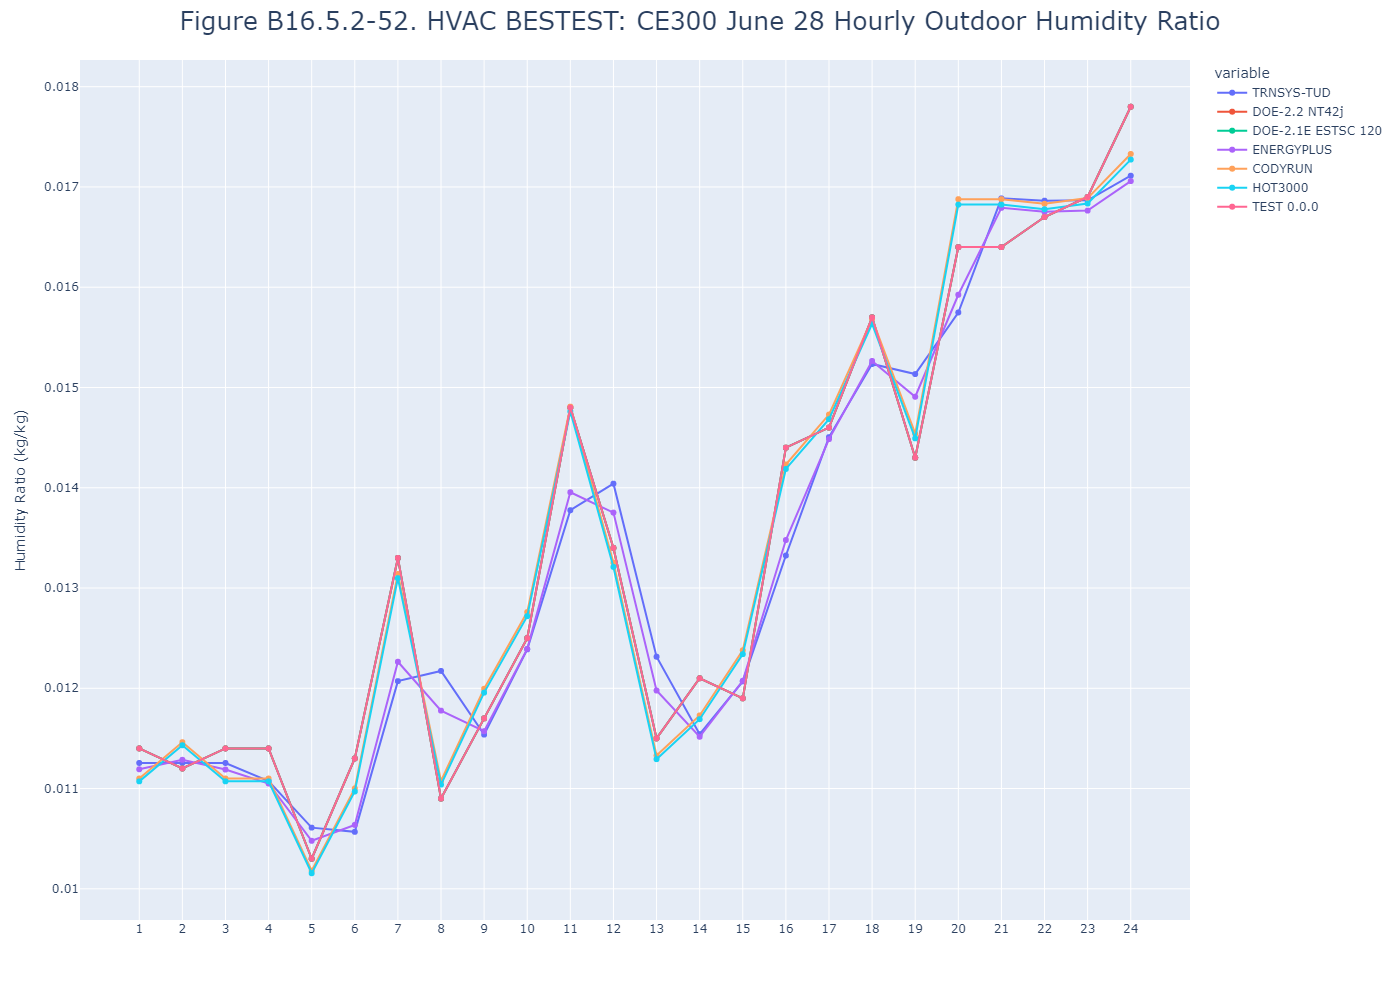 Figure B16.5.2-52. HVAC BESTEST: CE300 June 28 Hourly Outdoor Humidity Ratio
variable
TRNSYS-TUD
DOE-2.2 NT42j
DOE-2.1E ESTSC 120
ENERGYPLUS
CODYRUN
HOT3000
TEST 0.0.0
Humidity Ratio (kg/kg)
0.018
0.017
0.016
0.015
0.014
0.013
0.012
0.011
0.01
1 2 3 4 5 6 7 8 9 10 11 12 13 14 15 16 17 18 19 20 21 22 23 24